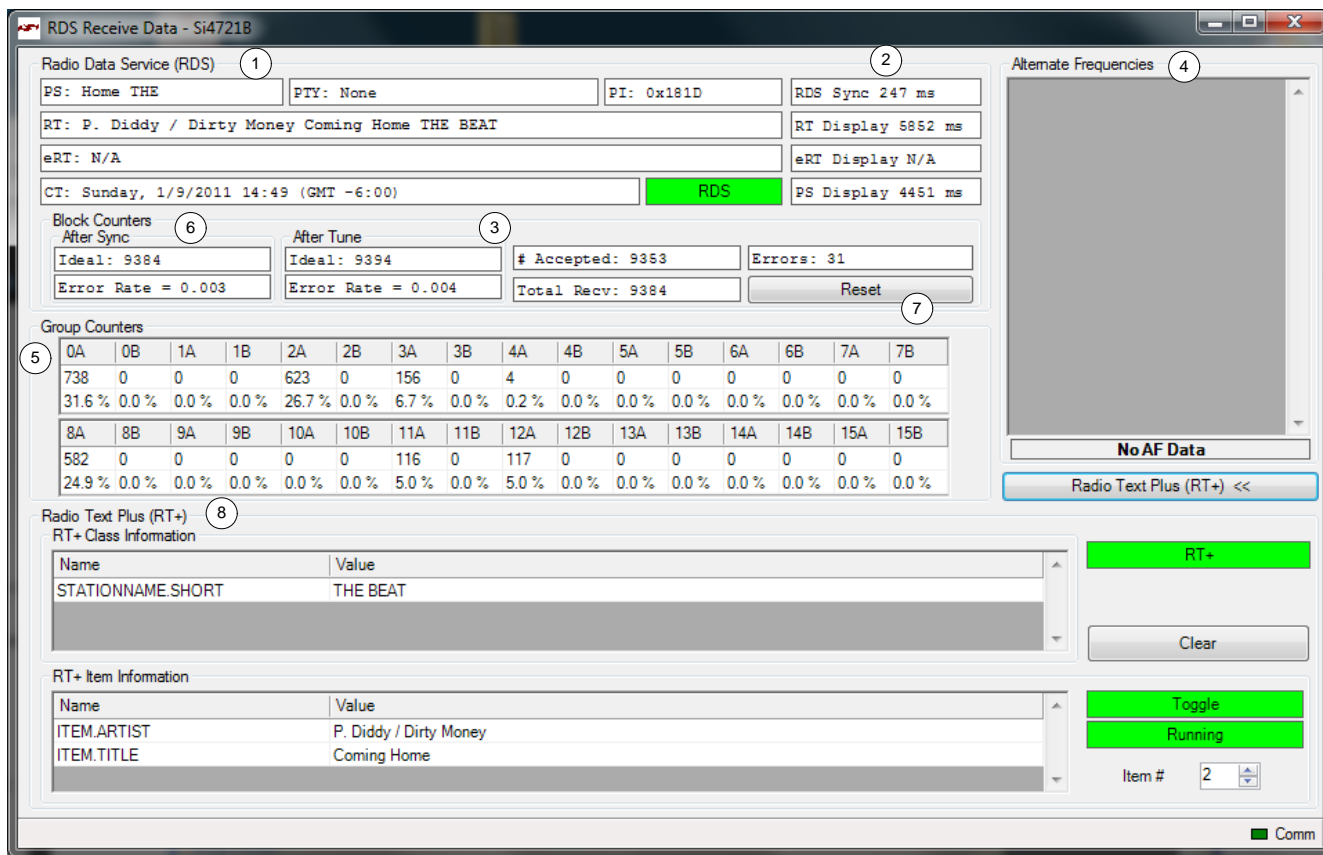 RDS Receive Data - Si4721B
Radio Data Service (RDS) 1
2
Alternate Frequencies 4
PS: Home THE PTY: None PI: 0x181D RDS Sync 247 ms
RT: P. Diddy / Dirty Money Coming Home THE BEAT RT Display 5852 ms
eRT: N/A eRT Display N/A
CT: Sunday, 1/9/2011 14:49 (GMT -6:00) RDS PS Display 4451 ms
Block Counters
After Sync 6 After Tune 3
Ideal: 9384 Ideal: 9394 # Accepted: 9353 Errors: 31
Error Rate = 0.003 Error Rate = 0.004 Total Recv: 9384 Reset
7
Group Counters
5
0A 0B 1A 1B 2A 2B 3A 3B 4A 4B 5A 5B 6A 6B 7A 7B
738 0 0 0 623 0 156 0 4 0 0 0 0 0 0 0
31.6 % 0.0 % 0.0 % 0.0 % 26.7 % 0.0 % 6.7 % 0.0 % 0.2 % 0.0 % 0.0 % 0.0 % 0.0 % 0.0 % 0.0 % 0.0 %
8A 8B 9A 9B 10A 10B 11A 11B 12A 12B 13A 13B 14A 14B 15A 15B
582 0 0 0 0 0 116 0 117 0 0 0 0 0 0 0
24.9 % 0.0 % 0.0 % 0.0 % 0.0 % 0.0 % 5.0 % 0.0 % 5.0 % 0.0 % 0.0 % 0.0 % 0.0 % 0.0 % 0.0 % 0.0 %
No AF Data
Radio Text Plus (RT+) <<
Radio Text Plus (RT+) 8
RT+ Class Information
Name Value
STATIONNAME.SHORT THE BEAT
RT+
Clear
RT+ Item Information
Name Value
ITEM.ARTIST P. Diddy / Dirty Money
ITEM.TITLE Coming Home
Toggle
Running
Item # 2
Comm